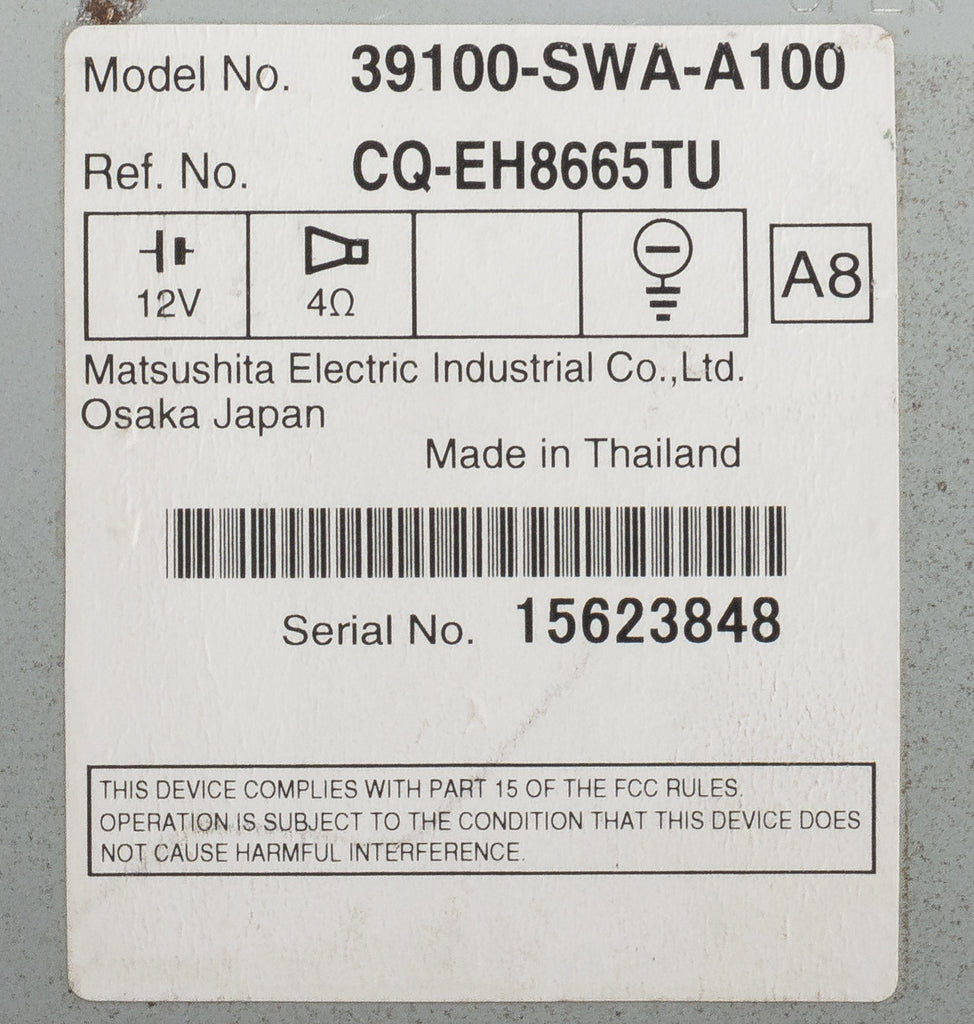 Model No. 39100-SWA-A100
Ref. No. CQ-EH8665TU
12V 4Ω A8
Matsushita Electric Industrial Co.,Ltd.
Osaka Japan
Made in Thailand
Serial No. 15623848
THIS DEVICE COMPLIES WITH PART 15 OF THE FCC RULES.
OPERATION IS SUBJECT TO THE CONDITION THAT THIS DEVICE DOES
NOT CAUSE HARMFUL INTERFERENCE.